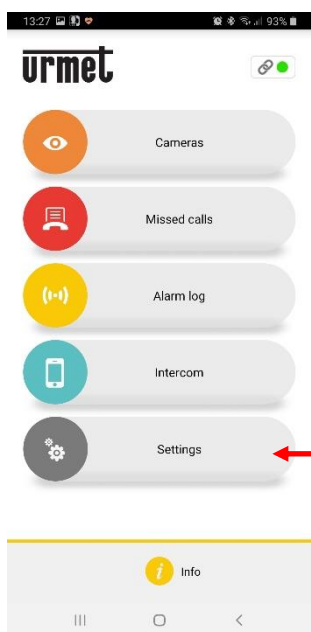 13:27 93%
urmet
Cameras
Missed calls
Alarm log
Intercom
Settings
i Info